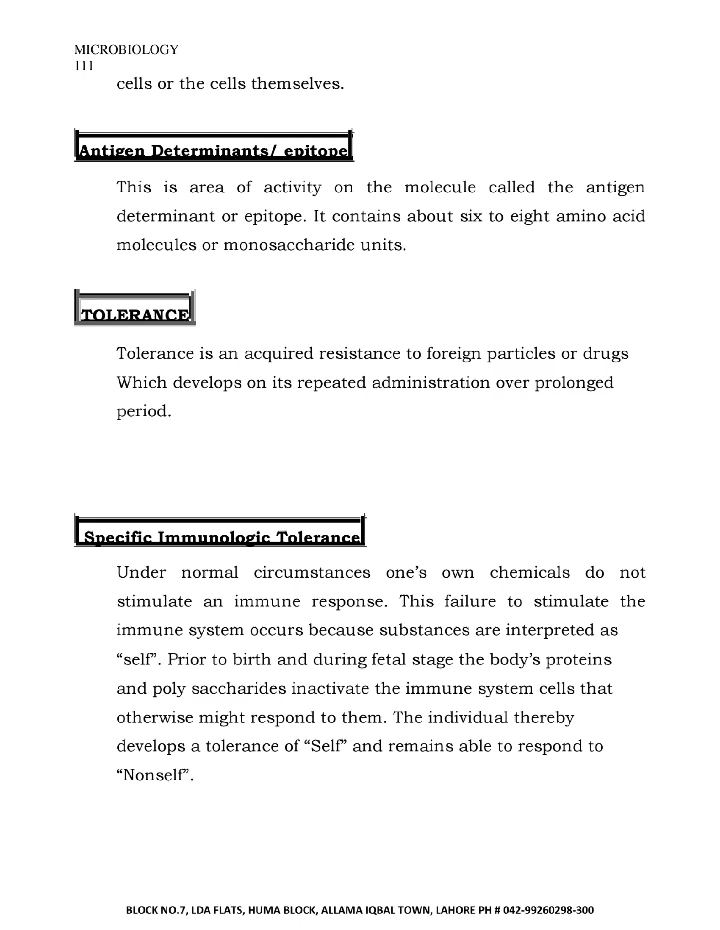 MICROBIOLOGY
111
cells or the cells themselves.
Antigen Determinants/ epitope
This is area of activity on the molecule called the antigen
determinant or epitope. It contains about six to eight amino acid
molecules or monosaccharide units.
TOLERANCE
Tolerance is an acquired resistance to foreign particles or drugs
Which develops on its repeated administration over prolonged
period.
Specific Immunologic Tolerance
Under normal circumstances one’s own chemicals do not
stimulate an immune response. This failure to stimulate the
immune system occurs because substances are interpreted as
“self”. Prior to birth and during fetal stage the body’s proteins
and poly saccharides inactivate the immune system cells that
otherwise might respond to them. The individual thereby
develops a tolerance of “Self” and remains able to respond to
“Nonself”.
BLOCK NO.7, LDA FLATS, HUMA BLOCK, ALLAMA IQBAL TOWN, LAHORE PH # 042-99260298-300